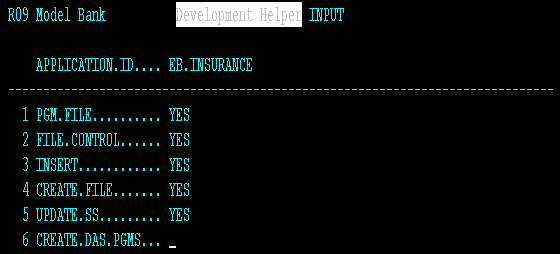 R09 Model Bank Development Helper INPUT
APPLICATION.ID.... EB.INSURANCE
1 PGM.FILE.......... YES
2 FILE.CONTROL...... YES
3 INSERT............ YES
4 CREATE.FILE....... YES
5 UPDATE.SS......... YES
6 CREATE.DAS.PGMS... _